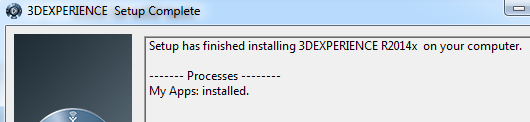 3DEXPERIENCE Setup Complete
Setup has finished installing 3DEXPERIENCE R2014x on your computer.
------- Processes --------
My Apps: installed.